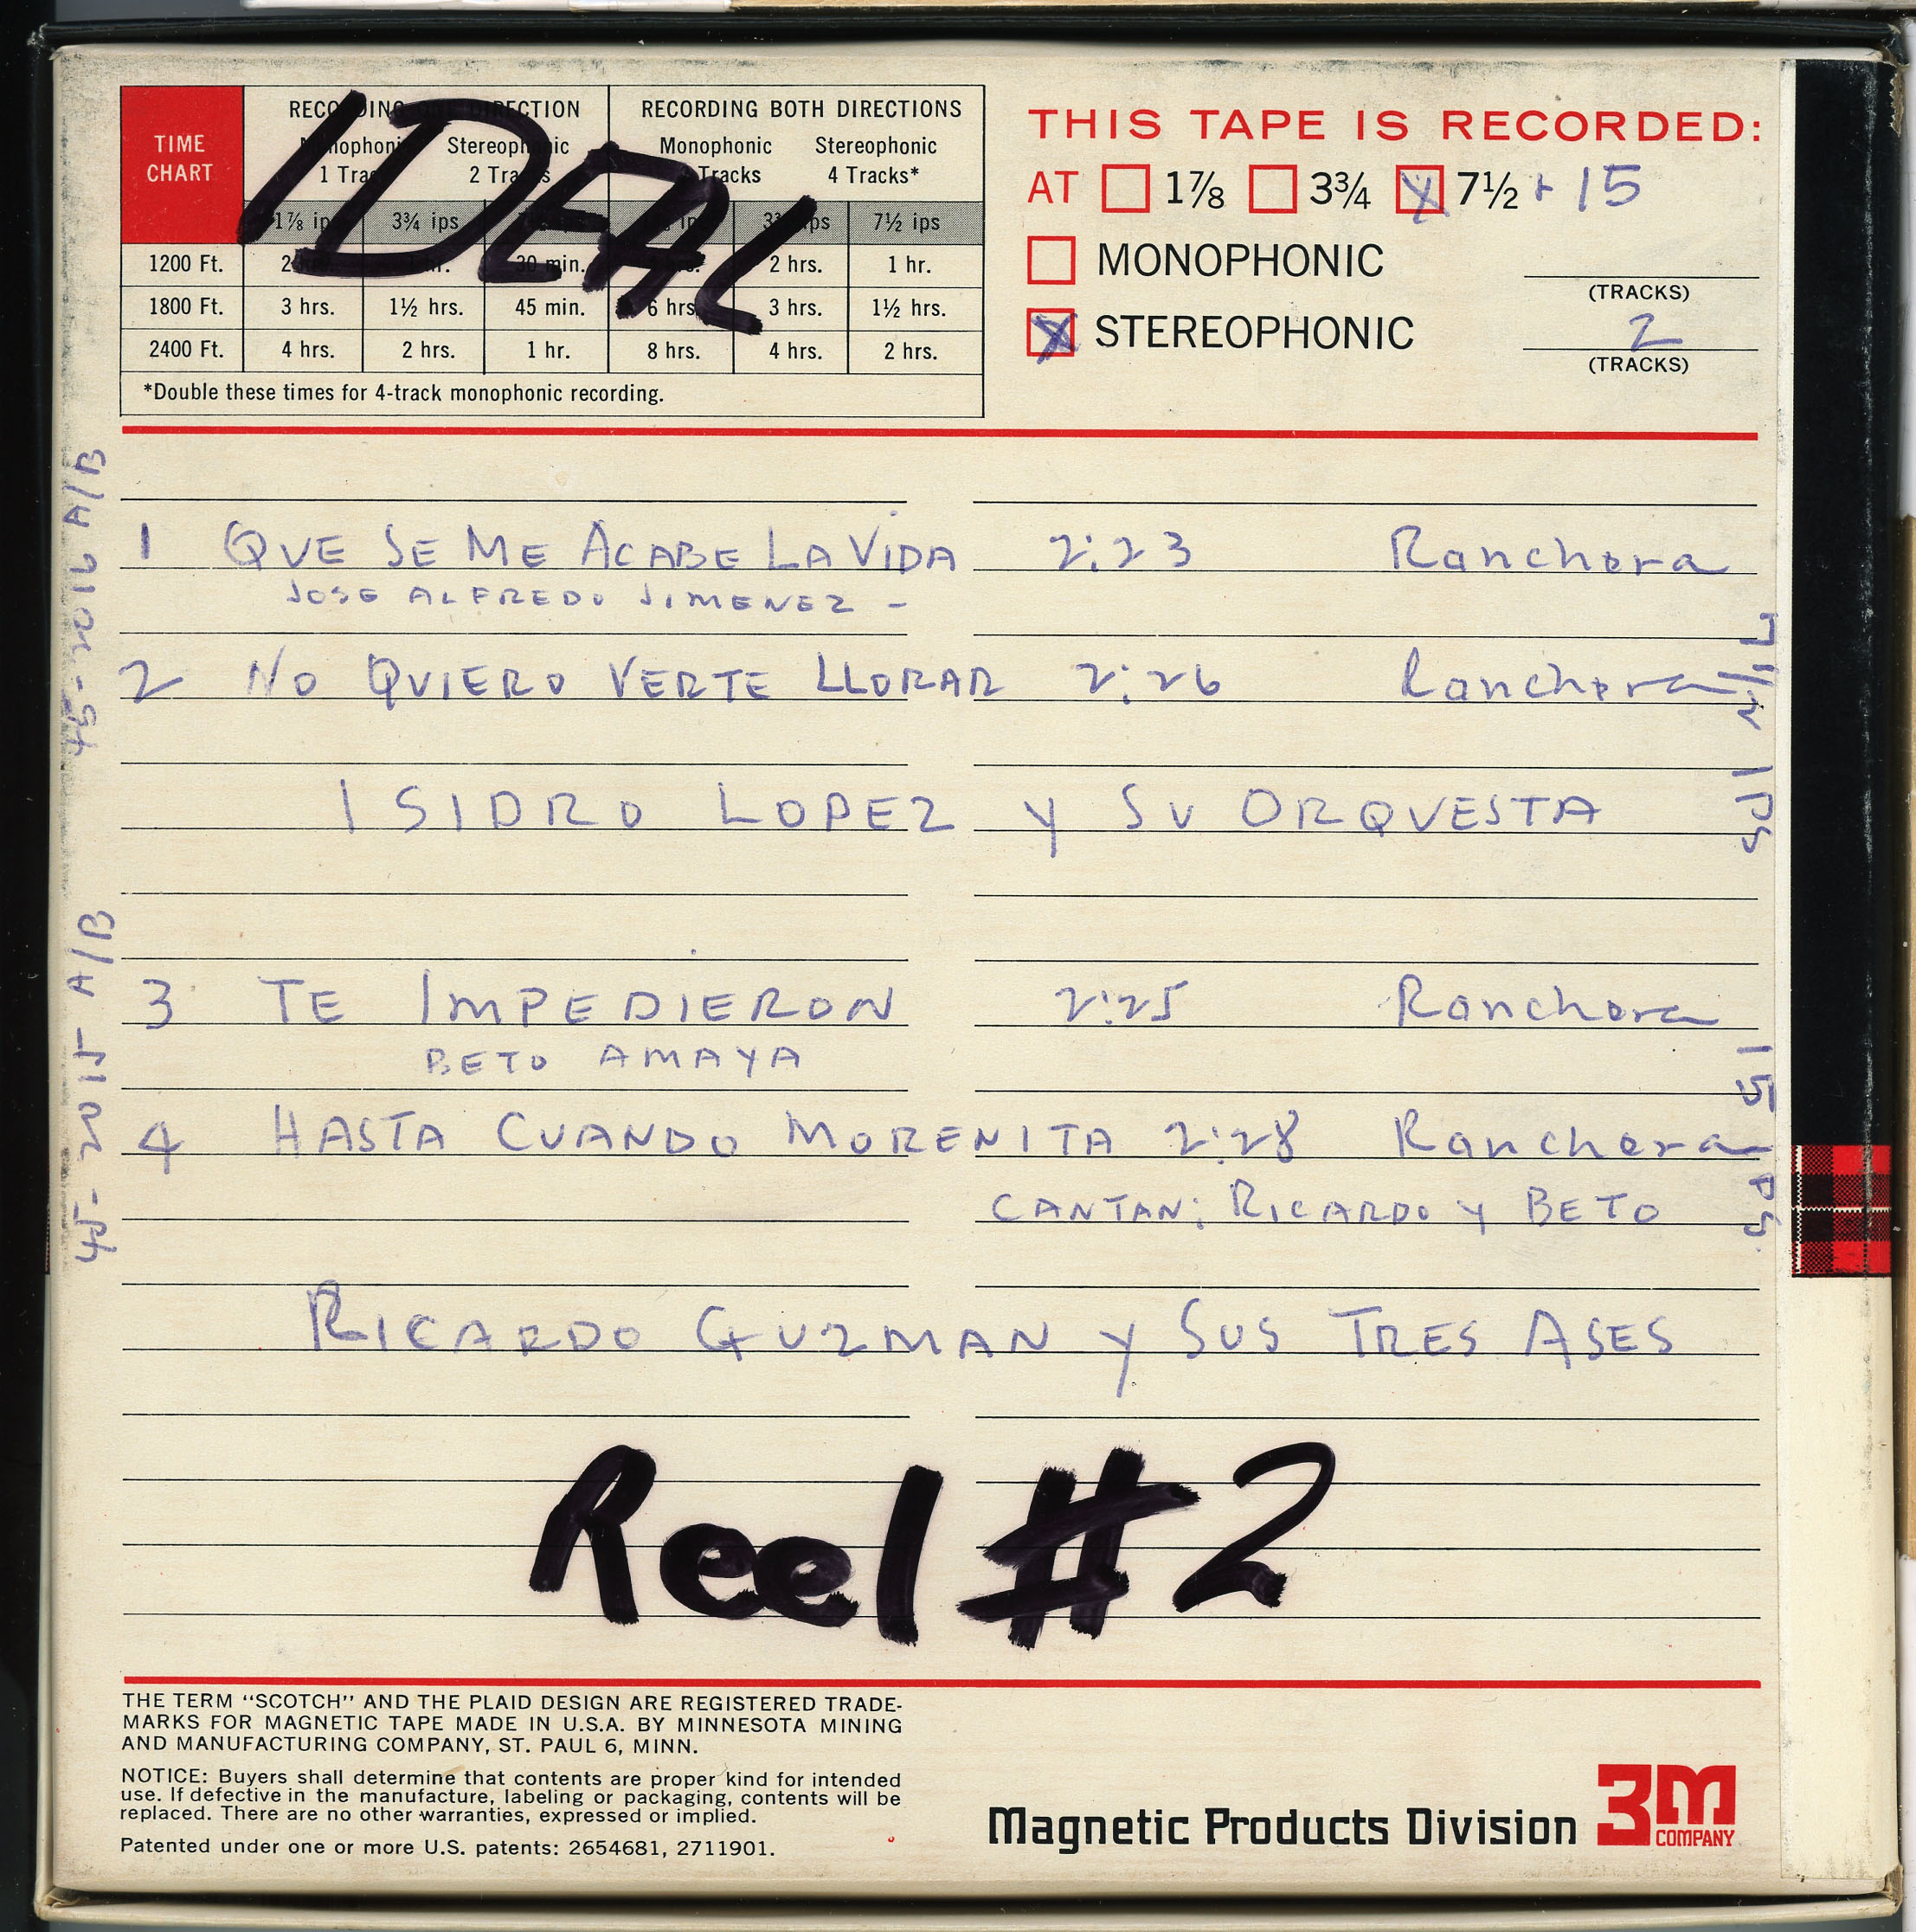 IDEAL
TIME CHART
RECORDING ONE DIRECTION RECORDING BOTH DIRECTIONS
Monophonic Stereophonic Monophonic Stereophonic
1 Track 2 Tracks Tracks 4 Tracks*
1⅞ ips 3¾ ips 3¾ ips 7½ ips
1200 Ft. 30 min. 2 hrs. 1 hr.
1800 Ft. 3 hrs. 1½ hrs. 45 min. 6 hrs. 3 hrs. 1½ hrs.
2400 Ft. 4 hrs. 2 hrs. 1 hr. 8 hrs. 4 hrs. 2 hrs.
*Double these times for 4-track monophonic recording.
THIS TAPE IS RECORDED:
AT 1⅞ 3¾ X 7½ + 15
MONOPHONIC
(TRACKS)
X STEREOPHONIC 2
(TRACKS)
45-2016 A/B
1 QUE SE ME ACABE LA VIDA 2:23 Ranchera
JOSE ALFREDO JIMENEZ -
2 NO QUIERO VERTE LLORAR 2:26 Ranchera
ISIDRO LOPEZ Y SU ORQUESTA
45-2015 A/B
3 TE IMPEDIERON 2:25 Ranchera
BETO AMAYA
4 HASTA CUANDO MORENITA 2:28 Ranchera
CANTAN: RICARDO Y BETO
RICARDO GUZMAN Y SUS TRES ASES
Reel #2
THE TERM "SCOTCH" AND THE PLAID DESIGN ARE REGISTERED TRADE-
MARKS FOR MAGNETIC TAPE MADE IN U.S.A. BY MINNESOTA MINING
AND MANUFACTURING COMPANY, ST. PAUL 6, MINN.
NOTICE: Buyers shall determine that contents are proper kind for intended
use. If defective in the manufacture, labeling or packaging, contents will be
replaced. There are no other warranties, expressed or implied.
Patented under one or more U.S. patents: 2654681, 2711901.
Magnetic Products Division 3M
COMPANY